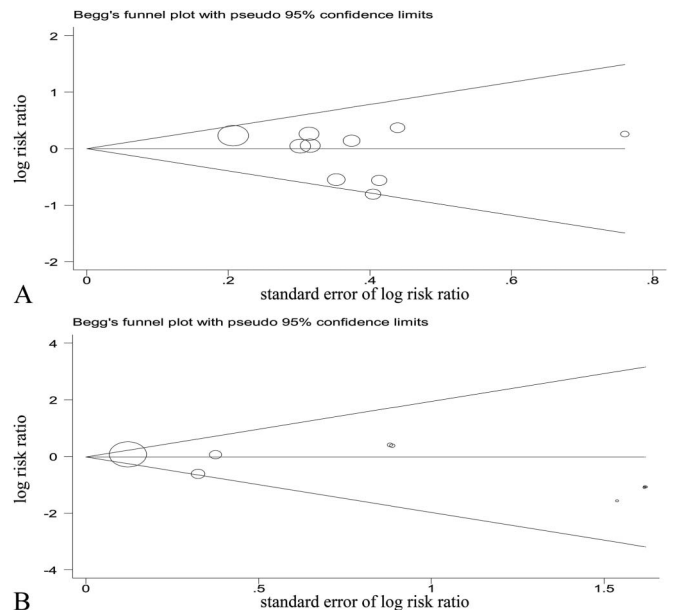 Begg's funnel plot with pseudo 95% confidence limits
log risk ratio
2
1
0
-1
-2
0 .2 .4 .6 .8
standard error of log risk ratio
A
Begg's funnel plot with pseudo 95% confidence limits
log risk ratio
4
2
0
-2
-4
0 .5 1 1.5
standard error of log risk ratio
B